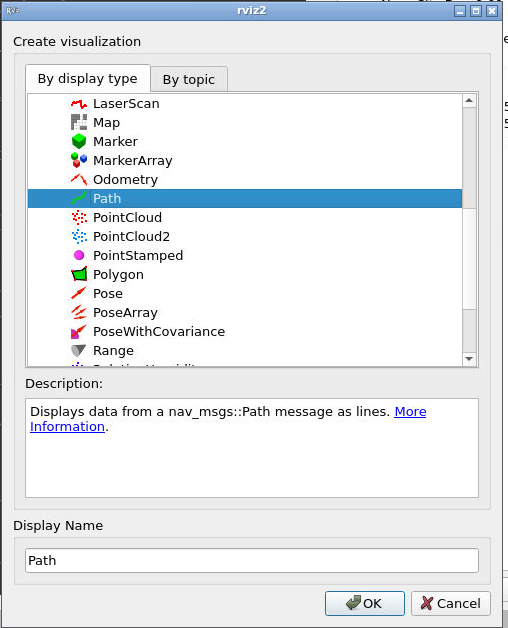 rviz2
Create visualization
By display type
By topic
LaserScan
Map
Marker
MarkerArray
Odometry
Path
PointCloud
PointCloud2
PointStamped
Polygon
Pose
PoseArray
PoseWithCovariance
Range
Description:
Displays data from a nav_msgs::Path message as lines. More
Information.
Display Name
Path
OK
Cancel